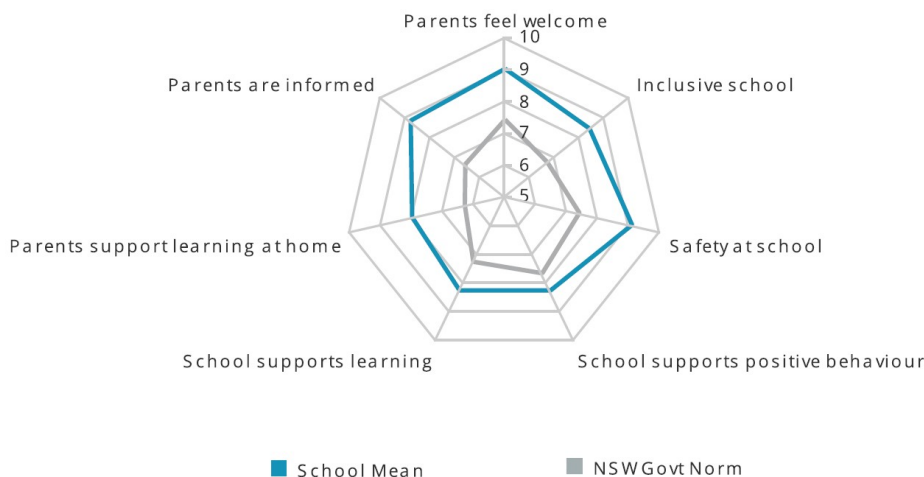 Parents feel welcome
10
9
8
7
6
5
Parents are informed
Inclusive school
Parents support learning at home
Safety at school
School supports learning
School supports positive behaviour
School Mean
NSW Govt Norm